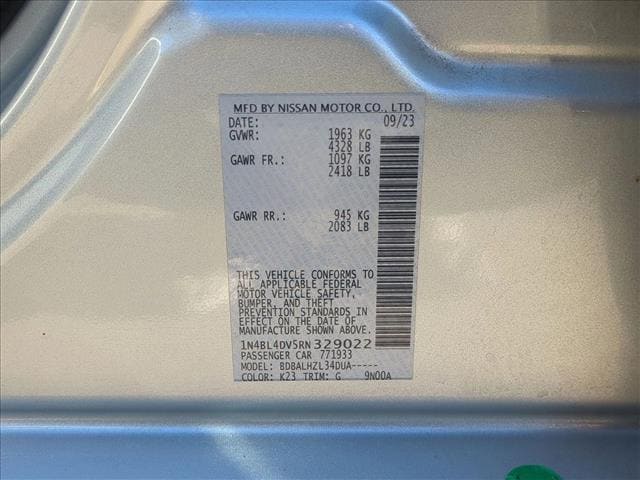 MFD BY NISSAN MOTOR CO., LTD.
DATE: 09/23
GVWR: 1963 KG
4328 LB
GAWR FR.: 1097 KG
2418 LB
GAWR RR.: 945 KG
2083 LB
THIS VEHICLE CONFORMS TO
ALL APPLICABLE FEDERAL
MOTOR VEHICLE SAFETY,
BUMPER, AND THEFT
PREVENTION STANDARDS IN
EFFECT ON THE DATE OF
MANUFACTURE SHOWN ABOVE.
1N4BL4DV5RN329022
PASSENGER CAR 771933
MODEL: BDBALHZL34DUA-----
COLOR: K23 TRIM: G 9N00A